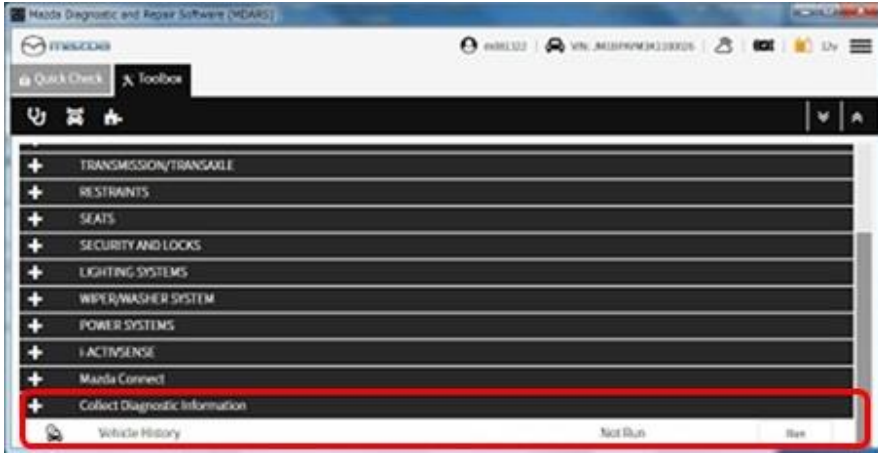 Mazda Diagnostic and Repair Software (MDARS)
mazda
VIN:
Quick Check
Toolbox
TRANSMISSION/TRANSAXLE
RESTRAINTS
SEATS
SECURITY AND LOCKS
LIGHTING SYSTEMS
WIPER/WASHER SYSTEM
POWER SYSTEMS
i-ACTIVSENSE
Mazda Connect
Collect Diagnostic Information
Vehicle History Not Run Run